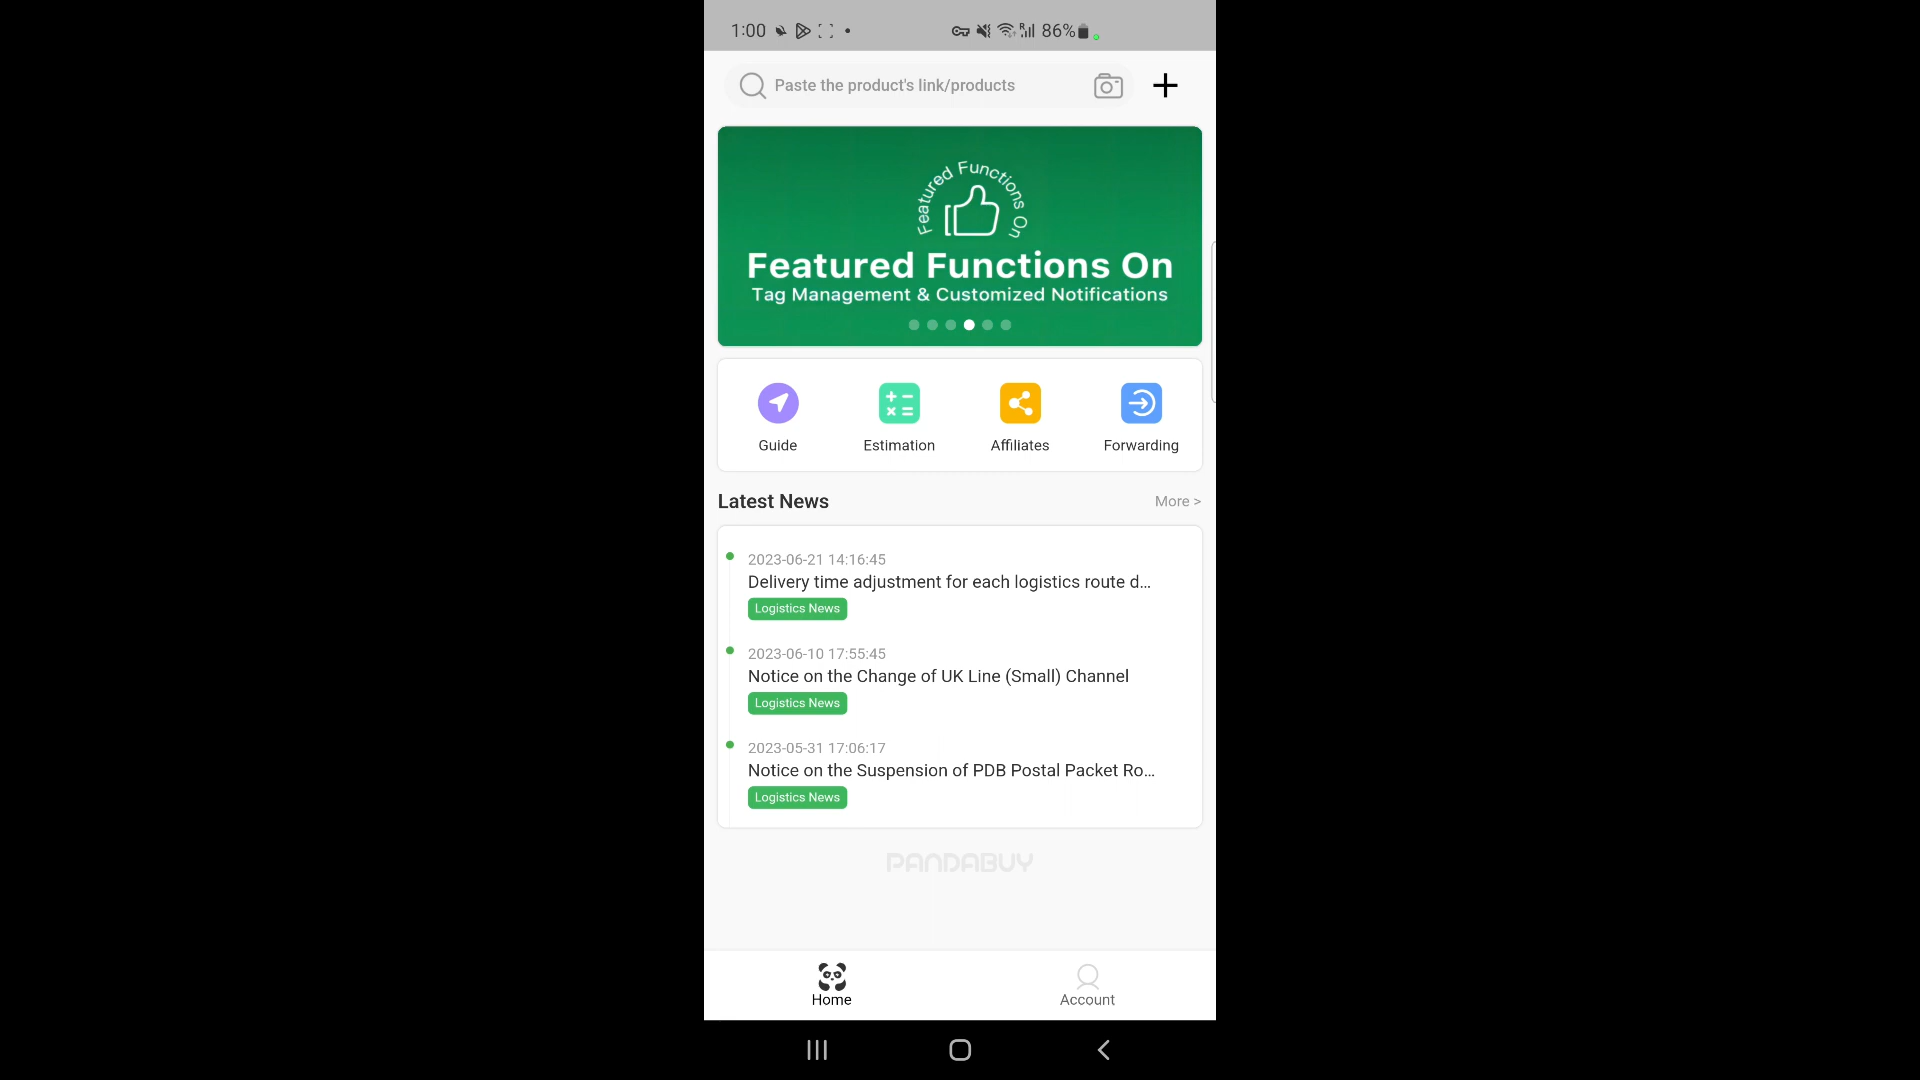 1:00
86%
Paste the product's link/products
Featured Functions On
Featured Functions On
Tag Management & Customized Notifications
Guide
Estimation
Affiliates
Forwarding
Latest News
More >
2023-06-21 14:16:45
Delivery time adjustment for each logistics route d...
Logistics News
2023-06-10 17:55:45
Notice on the Change of UK Line (Small) Channel
Logistics News
2023-05-31 17:06:17
Notice on the Suspension of PDB Postal Packet Ro...
Logistics News
PANDABUY
Home
Account